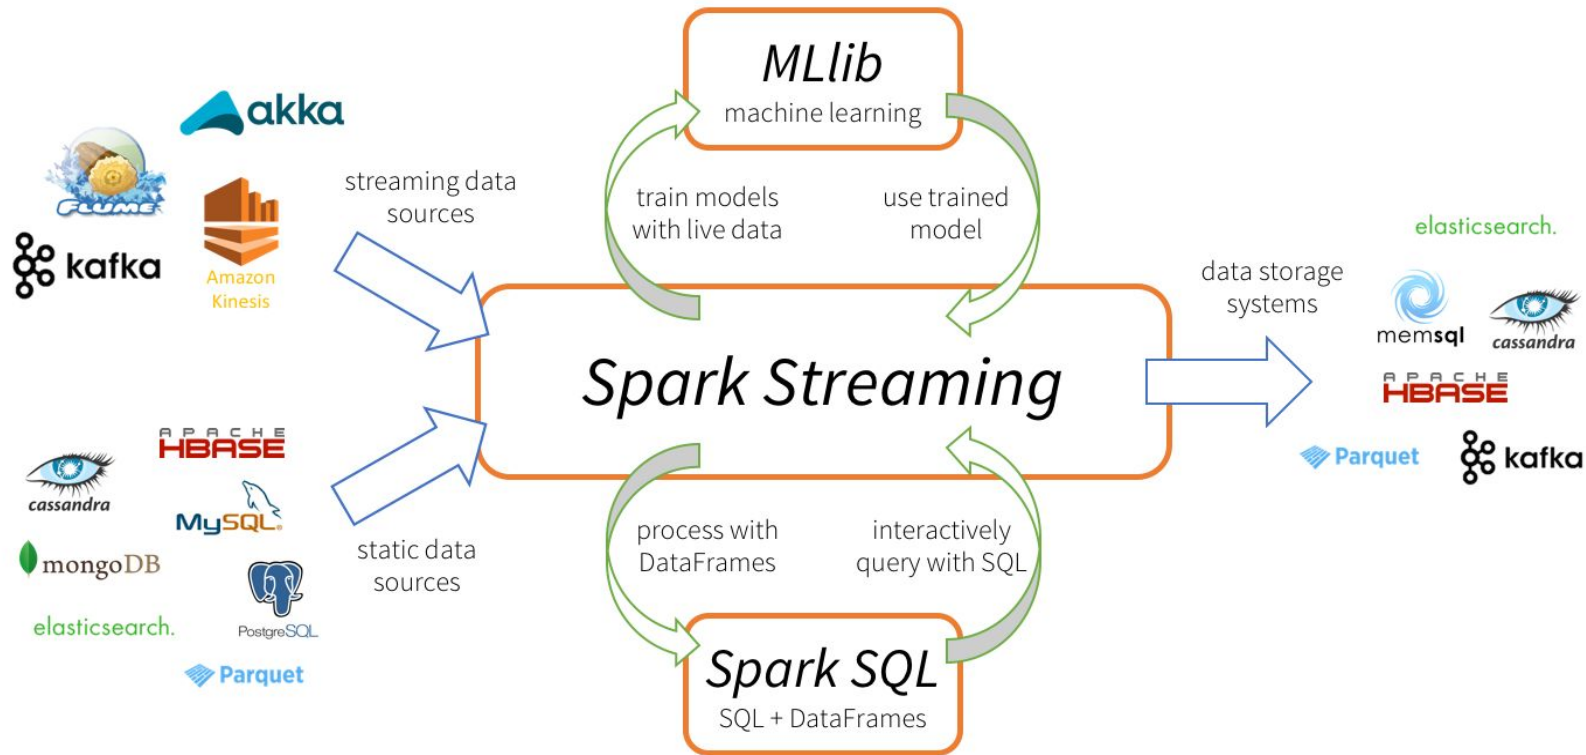 MLlib
machine learning
akka
FLUME
kafka
Amazon
Kinesis
streaming data
sources
train models
with live data
use trained
model
Spark Streaming
data storage
systems
elasticsearch.
memsql
cassandra
APACHE
HBASE
Parquet
kafka
APACHE
HBASE
cassandra
MySQL®
mongoDB
elasticsearch.
PostgreSQL
Parquet
static data
sources
process with
DataFrames
interactively
query with SQL
Spark SQL
SQL + DataFrames